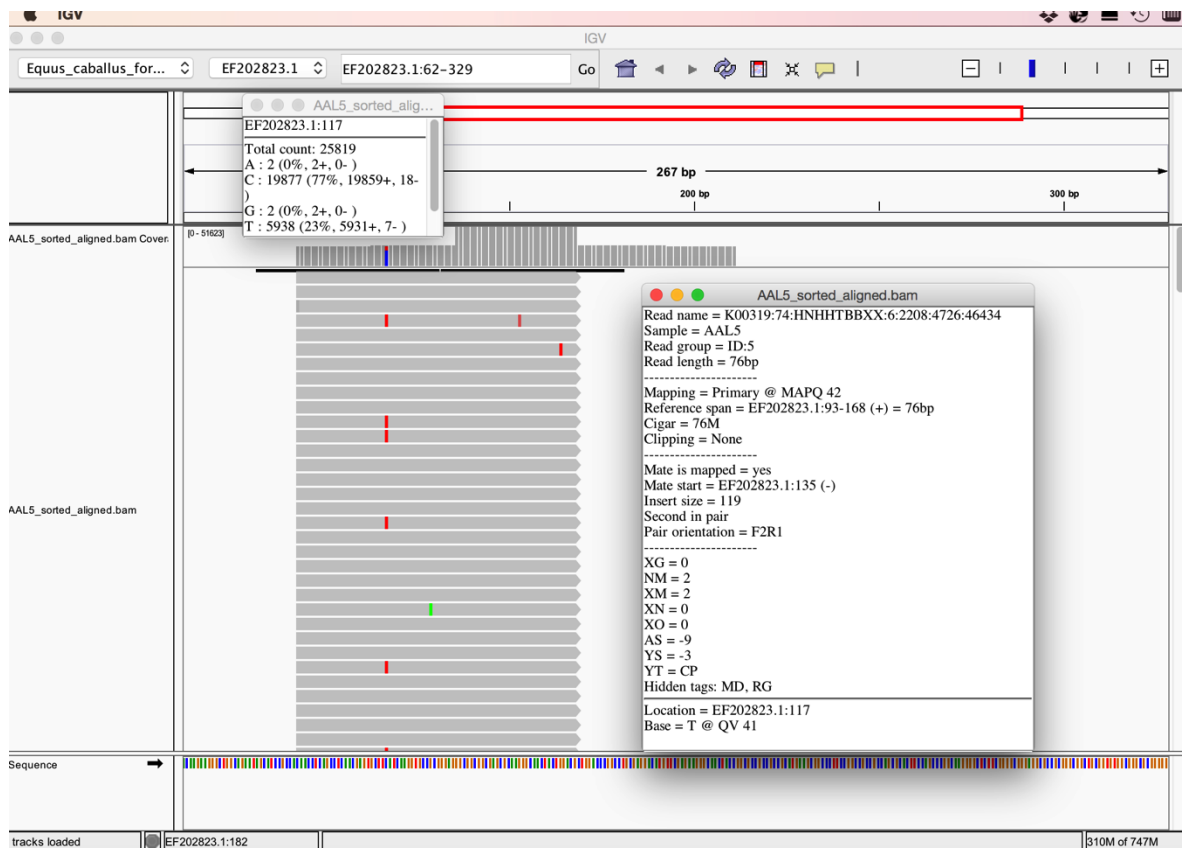 IGV
IGV
Equus_caballus_for... EF202823.1 EF202823.1:62-329 Go
AAL5_sorted_alig...
EF202823.1:117
Total count: 25819
A : 2 (0%, 2+, 0- )
C : 19877 (77%, 19859+, 18-
)
G : 2 (0%, 2+, 0- )
T : 5938 (23%, 5931+, 7- )
267 bp
200 bp 300 bp
AAL5_sorted_aligned.bam Covera
[0 - 51623]
AAL5_sorted_aligned.bam
Read name = K00319:74:HNHHTBBXX:6:2208:4726:46434
Sample = AAL5
Read group = ID:5
Read length = 76bp
----------------------
Mapping = Primary @ MAPQ 42
Reference span = EF202823.1:93-168 (+) = 76bp
Cigar = 76M
Clipping = None
----------------------
Mate is mapped = yes
Mate start = EF202823.1:135 (-)
Insert size = 119
Second in pair
Pair orientation = F2R1
----------------------
XG = 0
NM = 2
XM = 2
XN = 0
XO = 0
AS = -9
YS = -3
YT = CP
Hidden tags: MD, RG
Location = EF202823.1:117
Base = T @ QV 41
AAL5_sorted_aligned.bam
Sequence
tracks loaded EF202823.1:182 310M of 747M